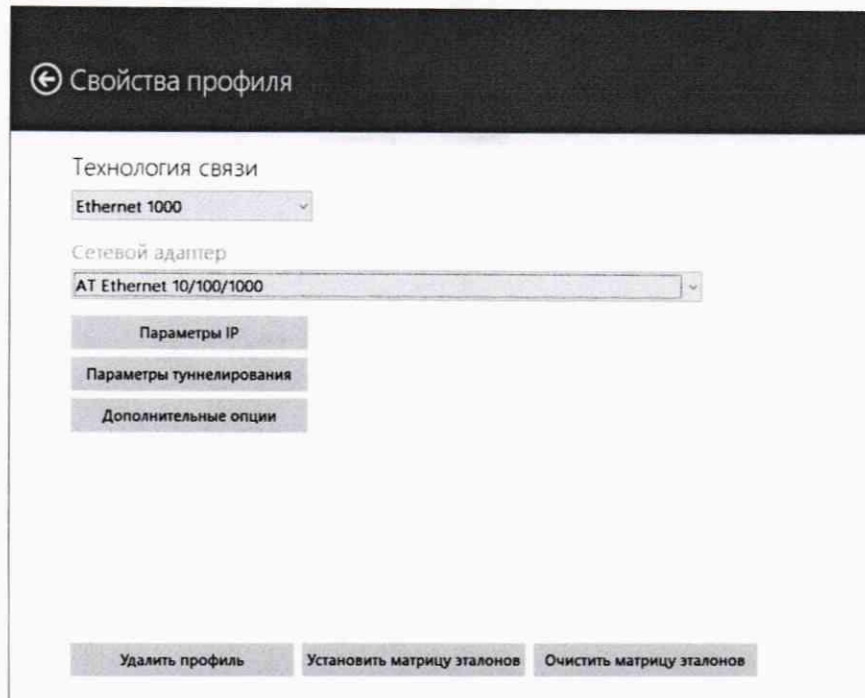 Свойства профиля
Технология связи
Ethernet 1000
Сетевой адаптер
AT Ethernet 10/100/1000
Параметры IP
Параметры туннелирования
Дополнительные опции
Удалить профиль Установить матрицу эталонов Очистить матрицу эталонов